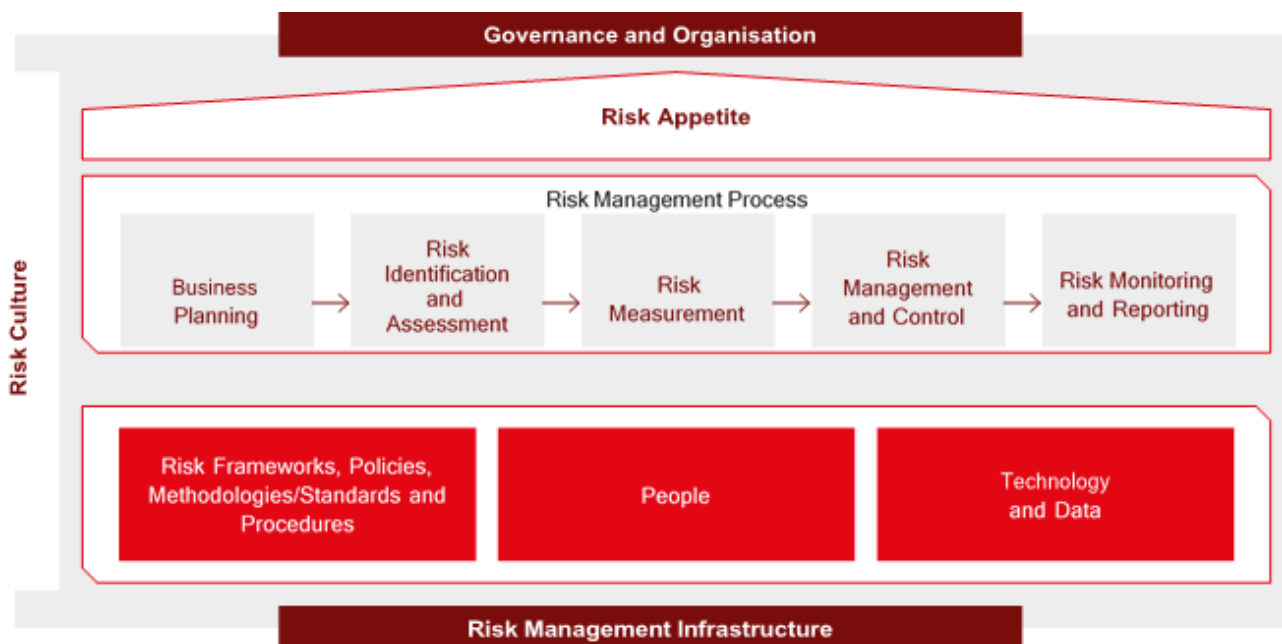 Governance and Organisation
Risk Culture
Risk Appetite
Risk Management Process
Business
Planning
Risk
Identification
and
Assessment
Risk
Measurement
Risk
Management
and Control
Risk Monitoring
and Reporting
Risk Frameworks, Policies,
Methodologies/Standards and
Procedures
People
Technology
and Data
Risk Management Infrastructure